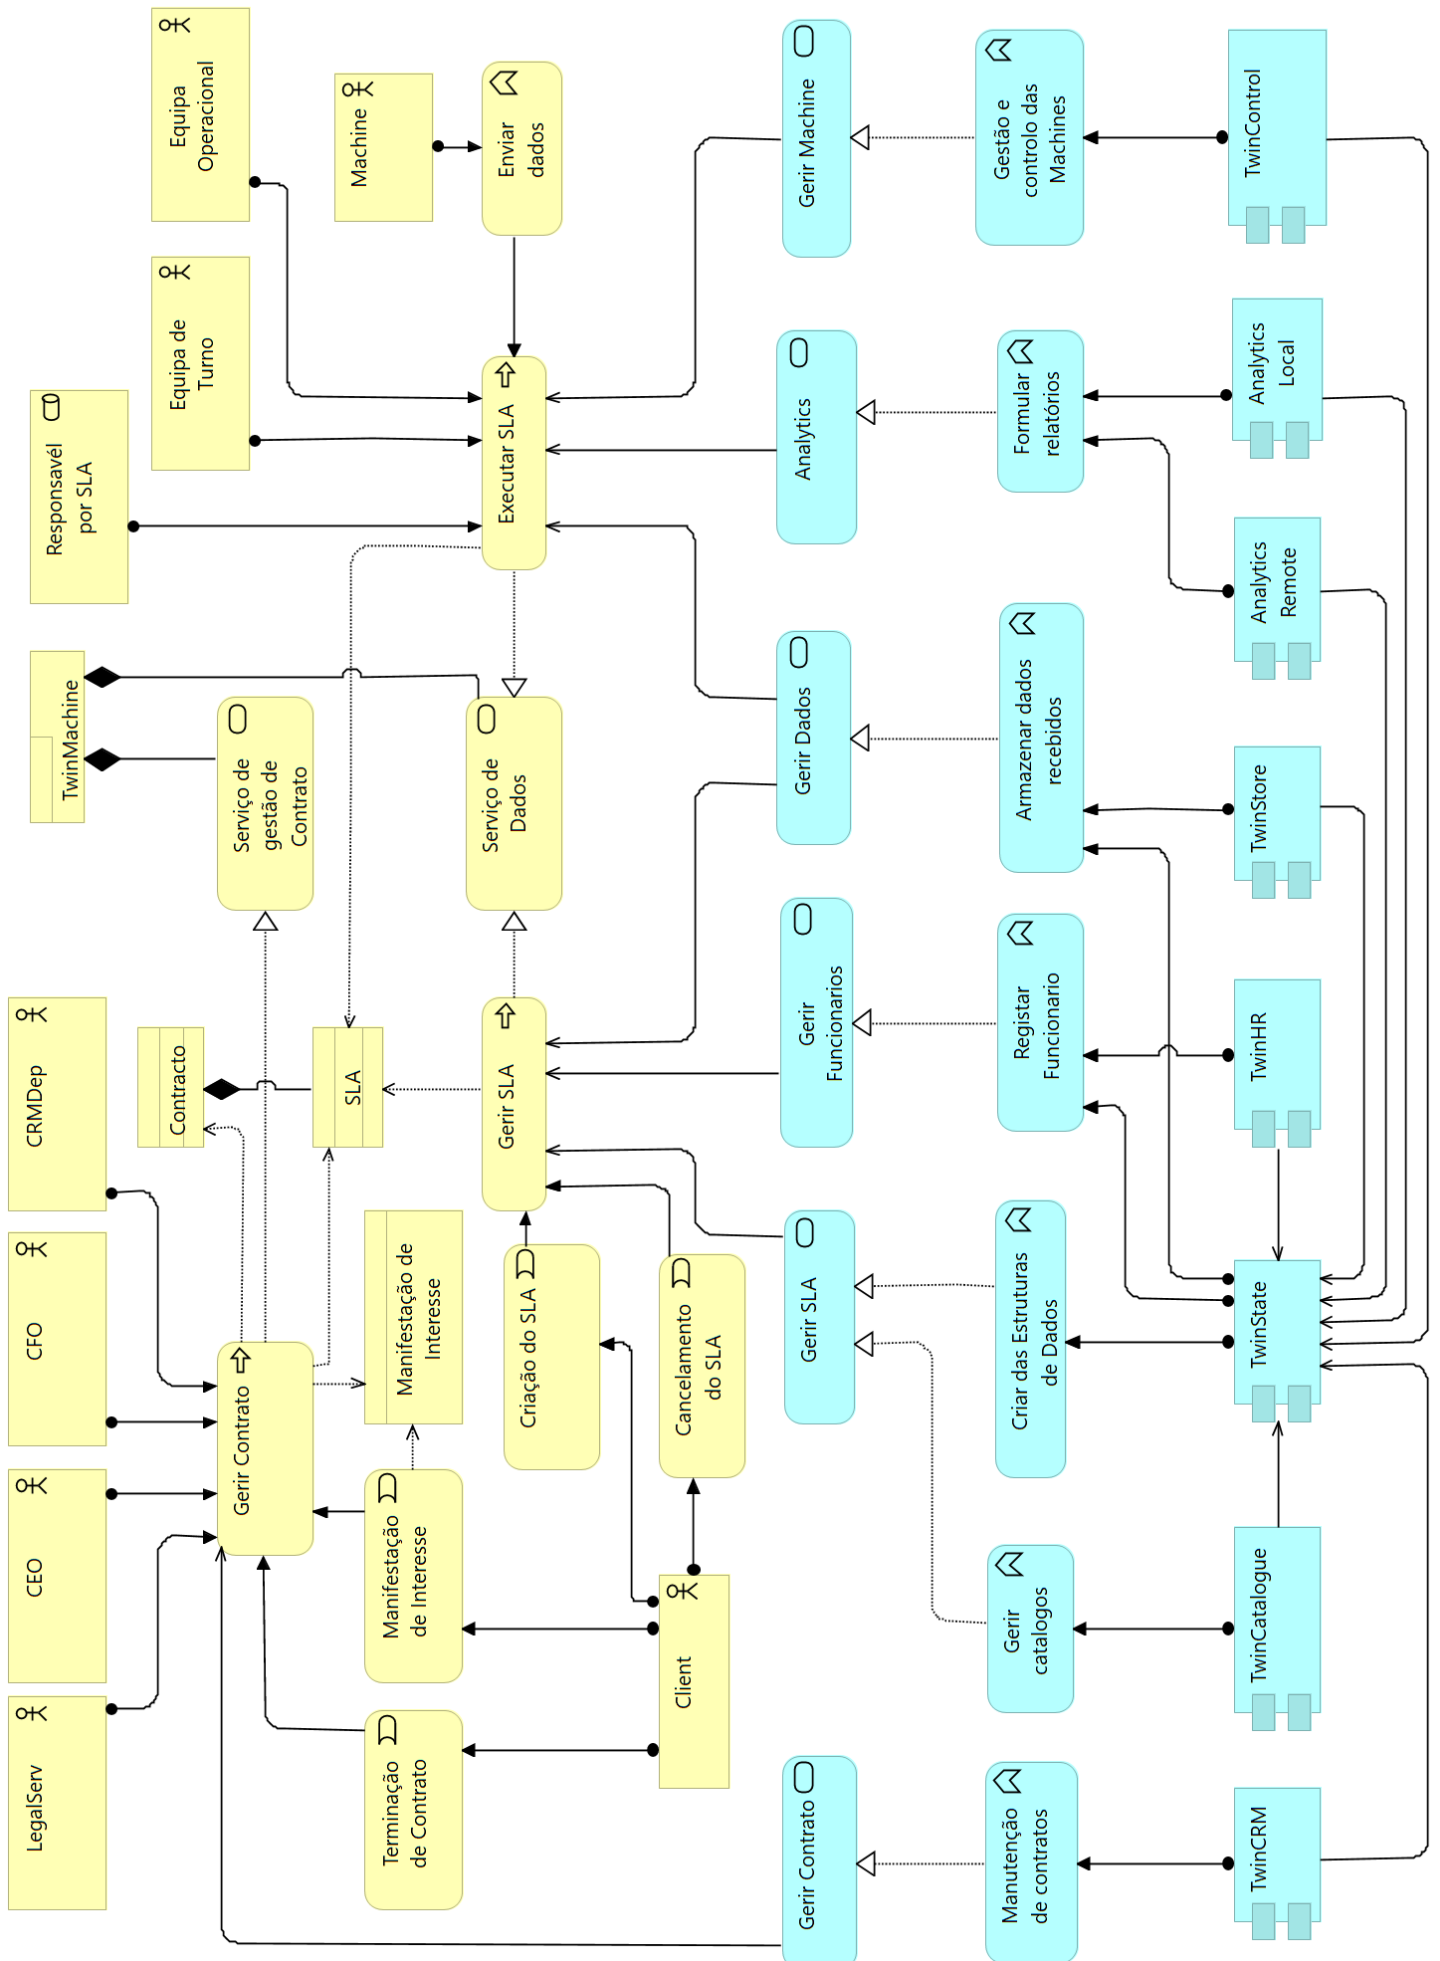 LegalServ
CEO
CFO
CRMDep
TwinMachine
Responsavél
por SLA
Contracto
Equipa de
Turno
Equipa
Operacional
Gerir Contrato
Serviço de
gestão de
Contrato
SLA
Machine
Terminação
de Contrato
Manifestação
de Interesse
Manifestação de
Interesse
Gerir SLA
Serviço de
Dados
Executar SLA
Enviar
dados
Criação do SLA
Client
Cancelamento
do SLA
Gerir Contrato
Gerir SLA
Gerir
Funcionarios
Gerir Dados
Analytics
Gerir Machine
Manutenção
de contratos
Gerir
catalogos
Criar das Estruturas
de Dados
Registar
Funcionario
Armazenar dados
recebidos
Formular
relatórios
Gestão e
controlo das
Machines
TwinCRM
TwinCatalogue
TwinState
TwinHR
TwinStore
Analytics
Remote
Analytics
Local
TwinControl